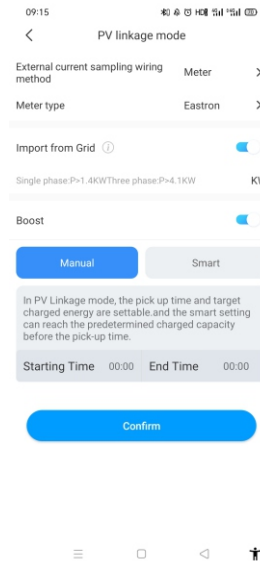 09:15
PV linkage mode
External current sampling wiring
method
Meter
Meter type
Eastron
Import from Grid
Single phase:P>1.4KWThree phase:P>4.1KW
Boost
Manual
Smart
In PV Linkage mode, the pick up time and target
charged energy are settable.and the smart setting
can reach the predetermined charged capacity
before the pick-up time.
Starting Time 00:00 End Time 00:00
Confirm